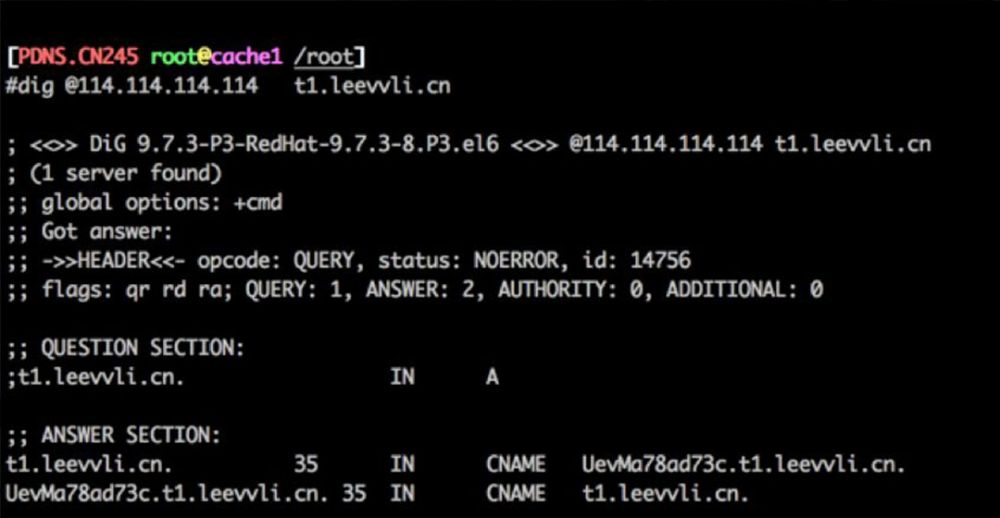 [PDNS.CN245 root@cache1 /root]
#dig @114.114.114.114   t1.leevvli.cn
; <<>> DiG 9.7.3-P3-RedHat-9.7.3-8.P3.el6 <<>> @114.114.114.114 t1.leevvli.cn
; (1 server found)
;; global options: +cmd
;; Got answer:
;; ->>HEADER<<- opcode: QUERY, status: NOERROR, id: 14756
;; flags: qr rd ra; QUERY: 1, ANSWER: 2, AUTHORITY: 0, ADDITIONAL: 0
;; QUESTION SECTION:
;t1.leevvli.cn.                 IN      A
;; ANSWER SECTION:
t1.leevvli.cn.          35      IN      CNAME   UevMa78ad73c.t1.leevvli.cn.
UevMa78ad73c.t1.leevvli.cn. 35  IN      CNAME   t1.leevvli.cn.